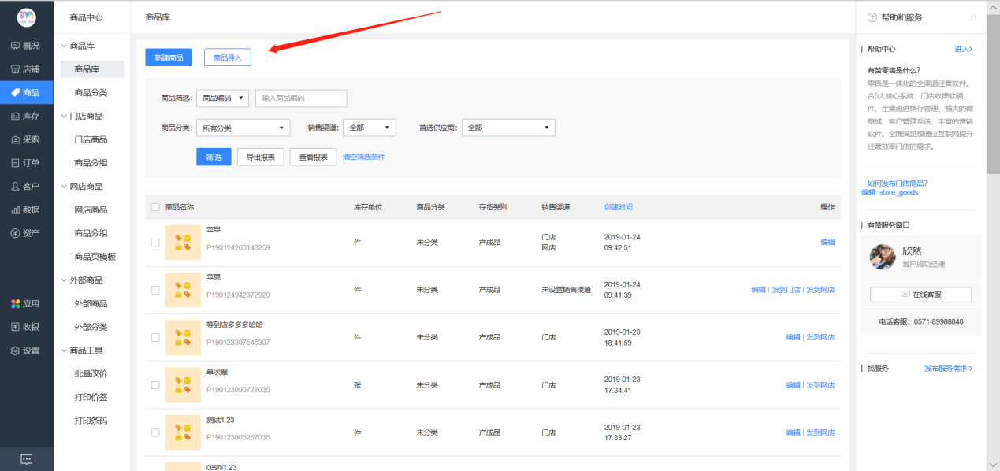 商品中心
商品库
帮助和服务
概况
店铺
商品
库存
采购
订单
客户
数据
资产
应用
收银
设置
商品库
商品库
商品分类
门店商品
门店商品
商品分组
网店商品
网店商品
商品分组
商品页模板
外部商品
外部商品
外部分类
商品工具
批量改价
打印价签
打印条码
新建商品 商品导入
商品筛选: 商品编码 输入商品编码
商品分类: 所有分类 销售渠道: 全部 首选供应商: 全部
筛 选 导出报表 查看报表 清空筛选条件
商品名称 库存单位 商品分类 存货类别 销售渠道 创建时间 操作
苹果
P190124200148259
件 未分类 产成品
门店
网店
2019-01-24
09:42:51
编辑
苹果
P190124942372920
件 未分类 产成品 未设置销售渠道
2019-01-24
09:41:39
编辑 | 发到门店 | 发到网店
等到店多多多哈哈
P190123307545307
件 未分类 产成品 门店
2019-01-23
18:41:59
编辑 | 发到网店
单次票
P190123090727035
张 未分类 产成品 门店
2019-01-23
17:34:41
编辑 | 发到网店
测试1.23
P190123805267035
件 未分类 产成品 门店
2019-01-23
17:33:27
编辑 | 发到网店
ceshi1.23
帮助中心 进入
有赞零售是什么?
零售是一体化的全渠道经营软件。
含5大核心系统：门店收银软硬
件、全渠道进销存管理、强大的微
商城、客户管理系统、丰富的营销
软件。全面满足想通过互联网提升
经营效率门店的需求。
如何发布门店商品?
编辑: store_goods
有赞服务窗口
欣然
客户成功经理
在线客服
电话客服：0571-89988848
找服务 发布服务需求